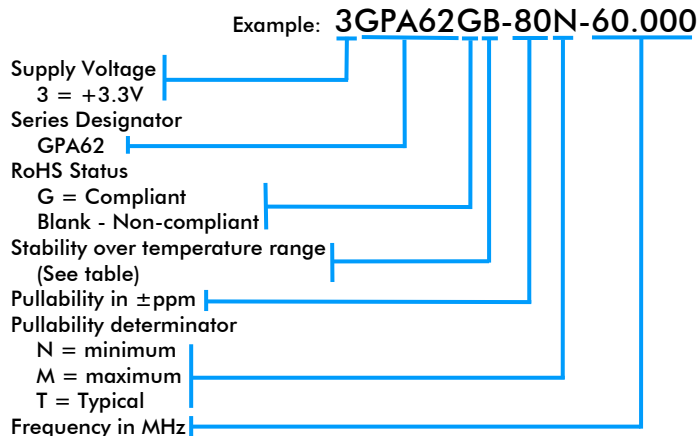 Example: 3GPA62GB-80N-60.000
Supply Voltage
3 = +3.3V
Series Designator
GPA62
RoHS Status
G = Compliant
Blank - Non-compliant
Stability over temperature range
(See table)
Pullability in ±ppm
Pullability determinator
N = minimum
M = maximum
T = Typical
Frequency in MHz